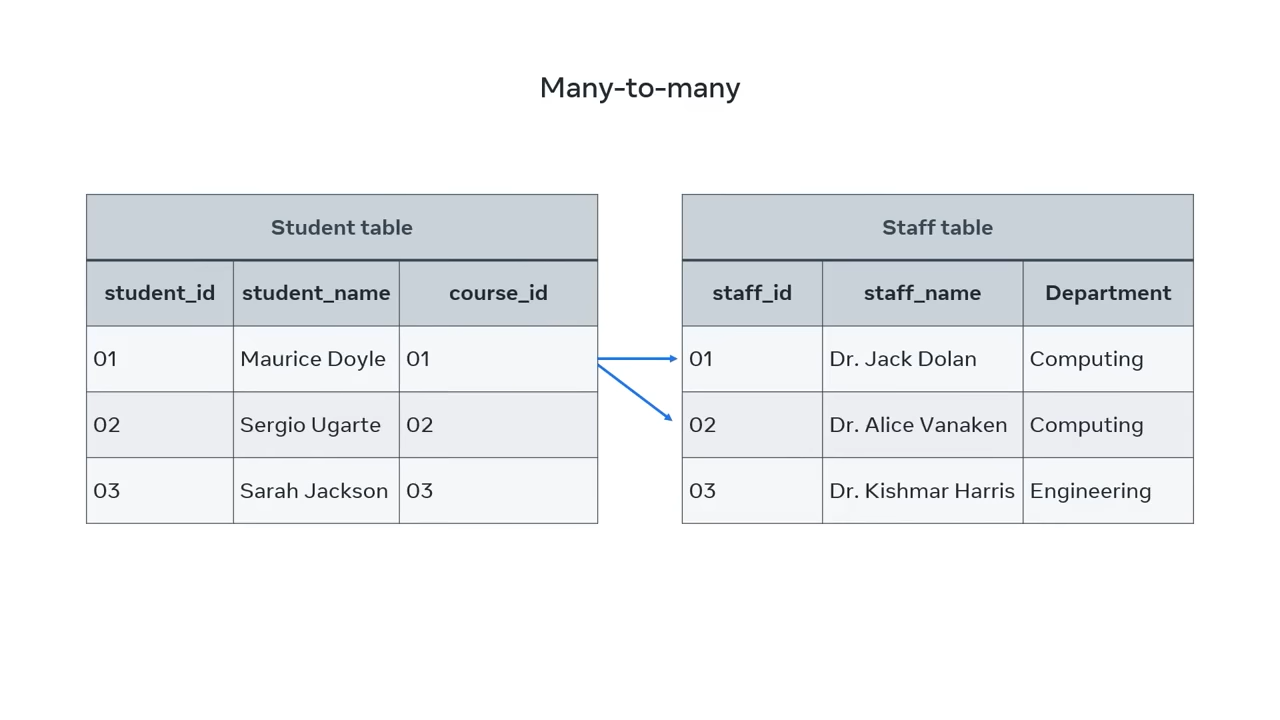 Many-to-many
Student table
student_id student_name course_id
01 Maurice Doyle 01
02 Sergio Ugarte 02
03 Sarah Jackson 03
Staff table
staff_id staff_name Department
01 Dr. Jack Dolan Computing
02 Dr. Alice Vanaken Computing
03 Dr. Kishmar Harris Engineering